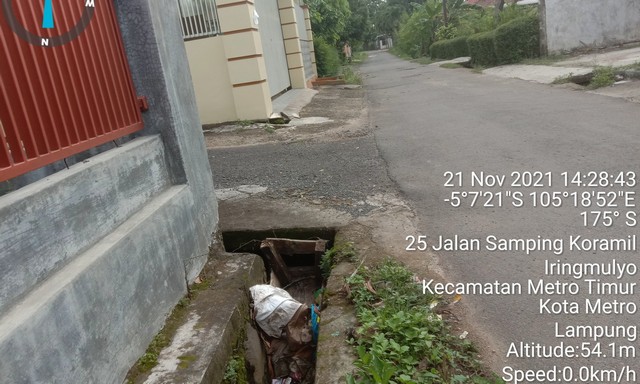 W
N
21 Nov 2021 14:28:43
-5°7'21"S 105°18'52"E
175° S
25 Jalan Samping Koramil
Iringmulyo
Kecamatan Metro Timur
Kota Metro
Lampung
Altitude:54.1m
Speed:0.0km/h